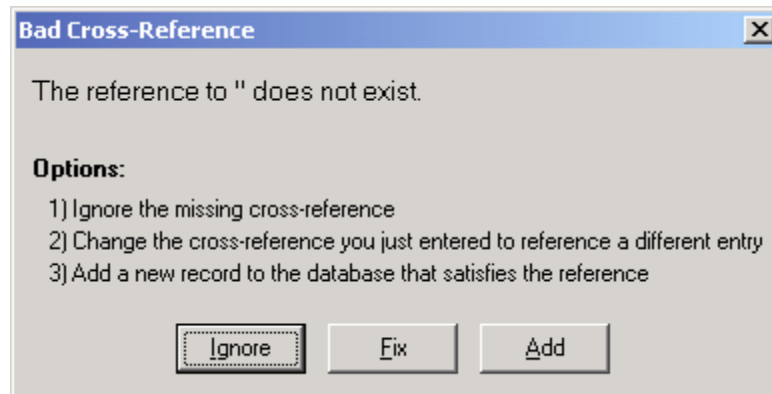 Bad Cross-Reference
The reference to '' does not exist.
Options:
1) Ignore the missing cross-reference
2) Change the cross-reference you just entered to reference a different entry
3) Add a new record to the database that satisfies the reference
Ignore Fix Add